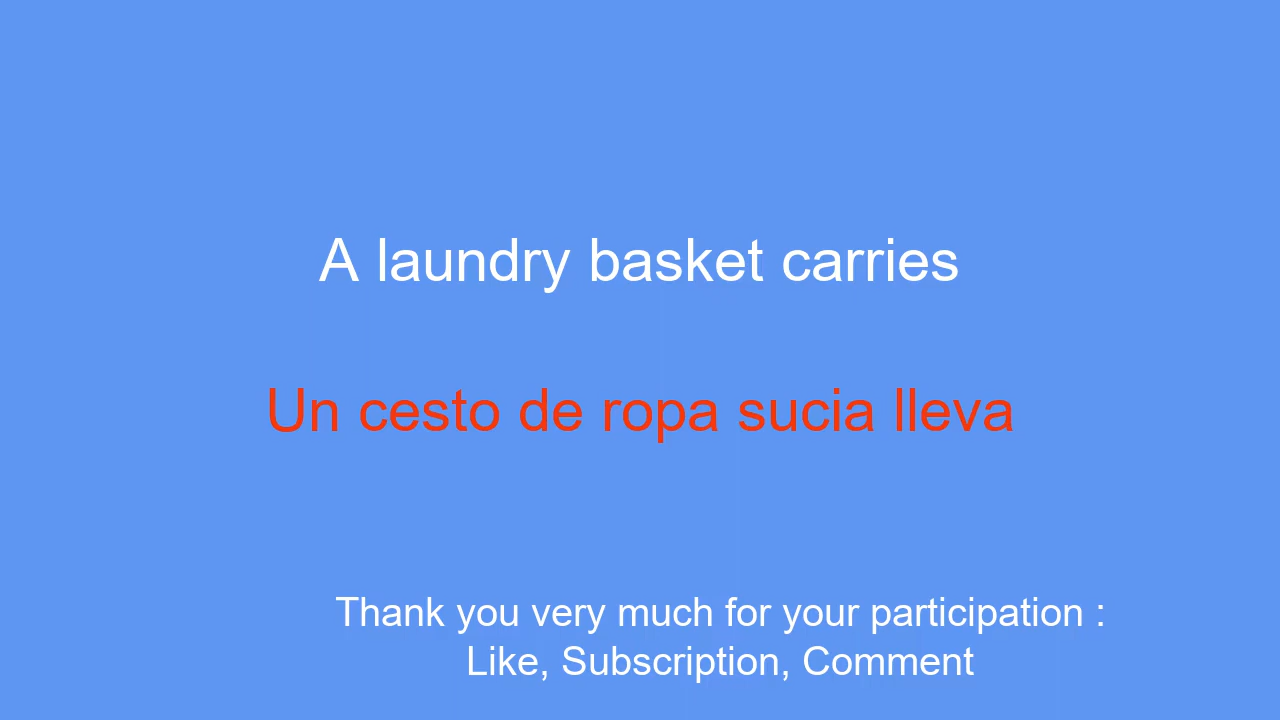 A laundry basket carries
Un cesto de ropa sucia lleva
Thank you very much for your participation :
Like, Subscription, Comment